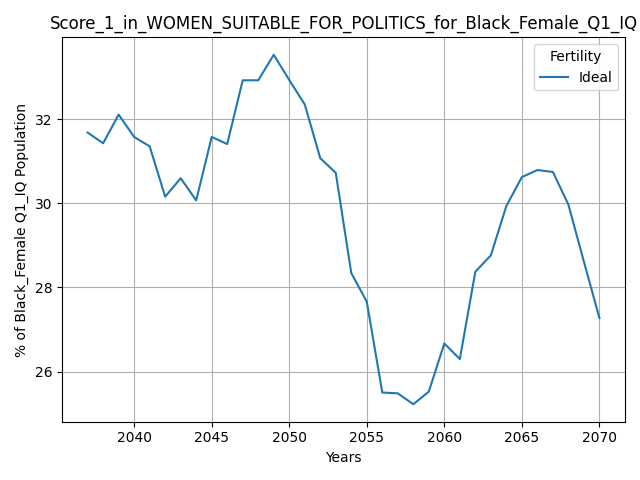 Score_1_in_WOMEN_SUITABLE_FOR_POLITICS_for_Black_Female_Q1_IQ
Fertility
Ideal
% of Black_Female Q1_IQ Population
32
30
28
26
2040 2045 2050 2055 2060 2065 2070
Years